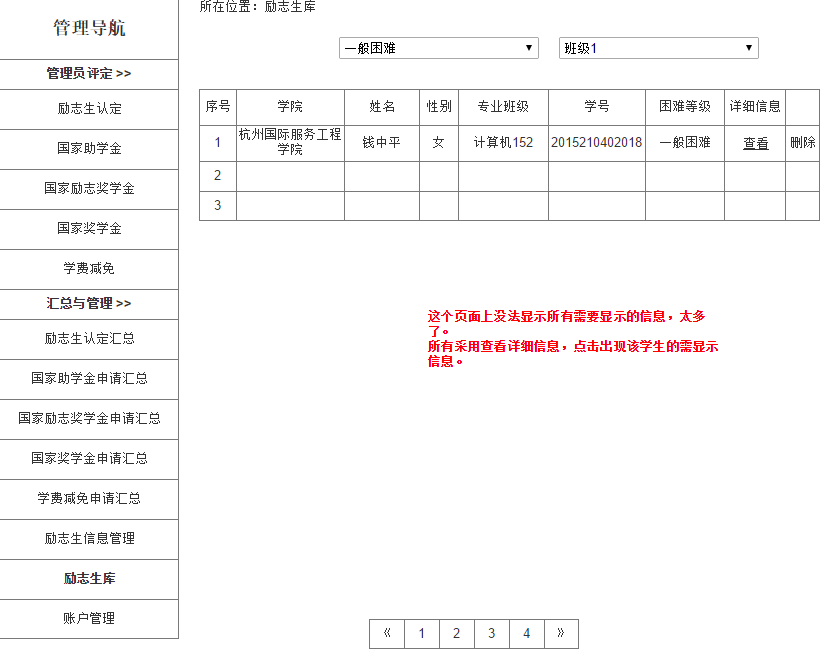 管理导航
管理员评定 >>
励志生认定
国家助学金
国家励志奖学金
国家奖学金
学费减免
汇总与管理 >>
励志生认定汇总
国家助学金申请汇总
国家励志奖学金申请汇总
国家奖学金申请汇总
学费减免申请汇总
励志生信息管理
励志生库
账户管理
所在位置：励志生库
一般困难 ▼ 班级1 ▼
序号 学院 姓名 性别 专业班级 学号 困难等级 详细信息
1 杭州国际服务工程
学院 钱中平 女 计算机152 2015210402018 一般困难 查看 删除
2
3
这个页面上没法显示所有需要显示的信息，太多
了。
所有采用查看详细信息，点击出现该学生的需显示
信息。
《 1 2 3 4 》